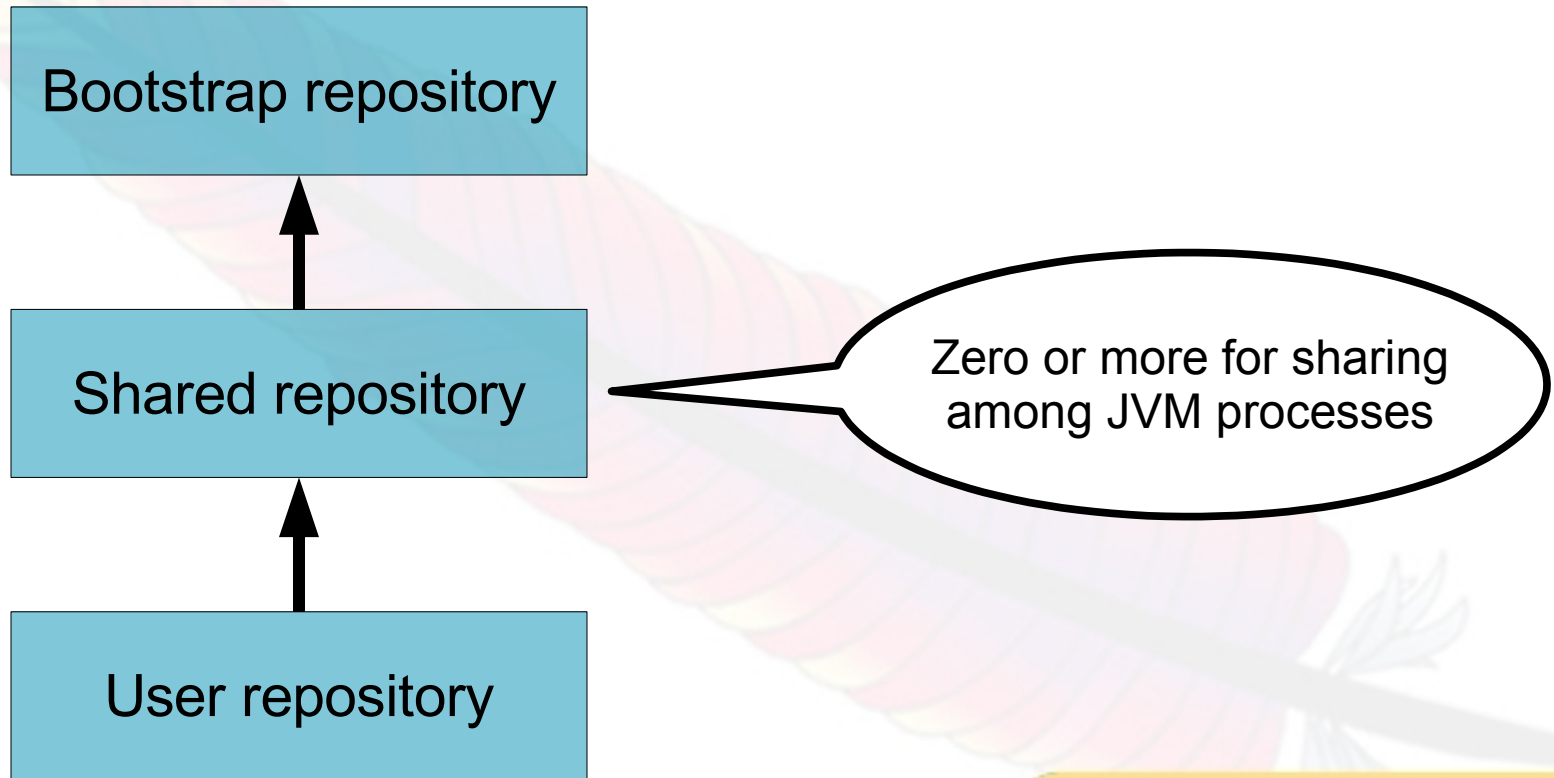 Bootstrap repository
Shared repository
Zero or more for sharing
among JVM processes
User repository